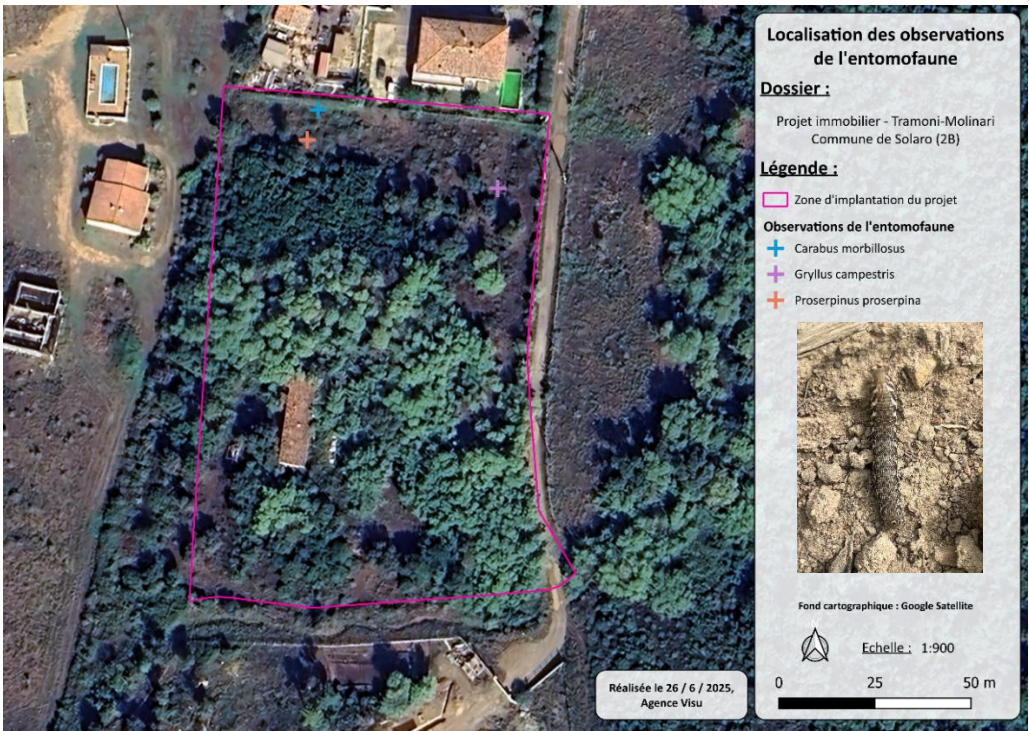 Localisation des observations
de l'entomofaune
Dossier :
Projet immobilier - Tramoni-Molinari
Commune de Solaro (2B)
Légende :
Zone d'implantation du projet
Observations de l'entomofaune
Carabus morbillosus
Gryllus campestris
Proserpinus proserpina
Fond cartographique : Google Satellite
Echelle : 1:900
0 25 50 m
Réalisée le 26 / 6 / 2025,
Agence Visu